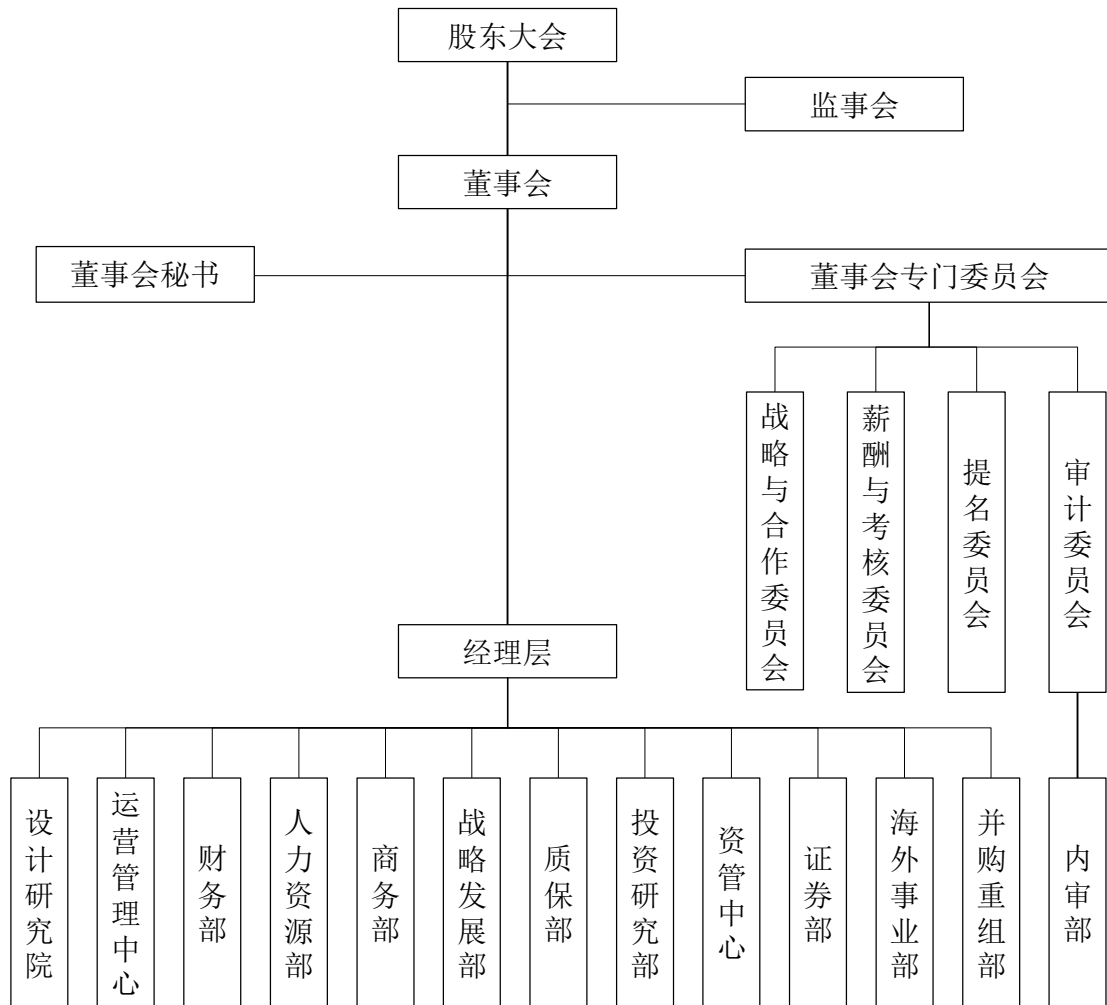 股东大会
监事会
董事会
董事会秘书
董事会专门委员会
战略与合作委员会
薪酬与考核委员会
提名委员会
审计委员会
经理层
设计研究院
运营管理中心
财务部
人力资源部
商务部
战略发展部
质保部
投资研究部
资管中心
证券部
海外事业部
并购重组部
内审部